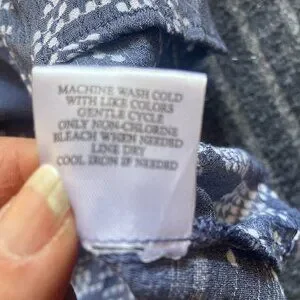 MACHINE WASH COLD
WITH LIKE COLORS
GENTLE CYCLE
ONLY NON-CHLORINE
BLEACH WHEN NEEDED
LINE DRY
COOL IRON IF NEEDED